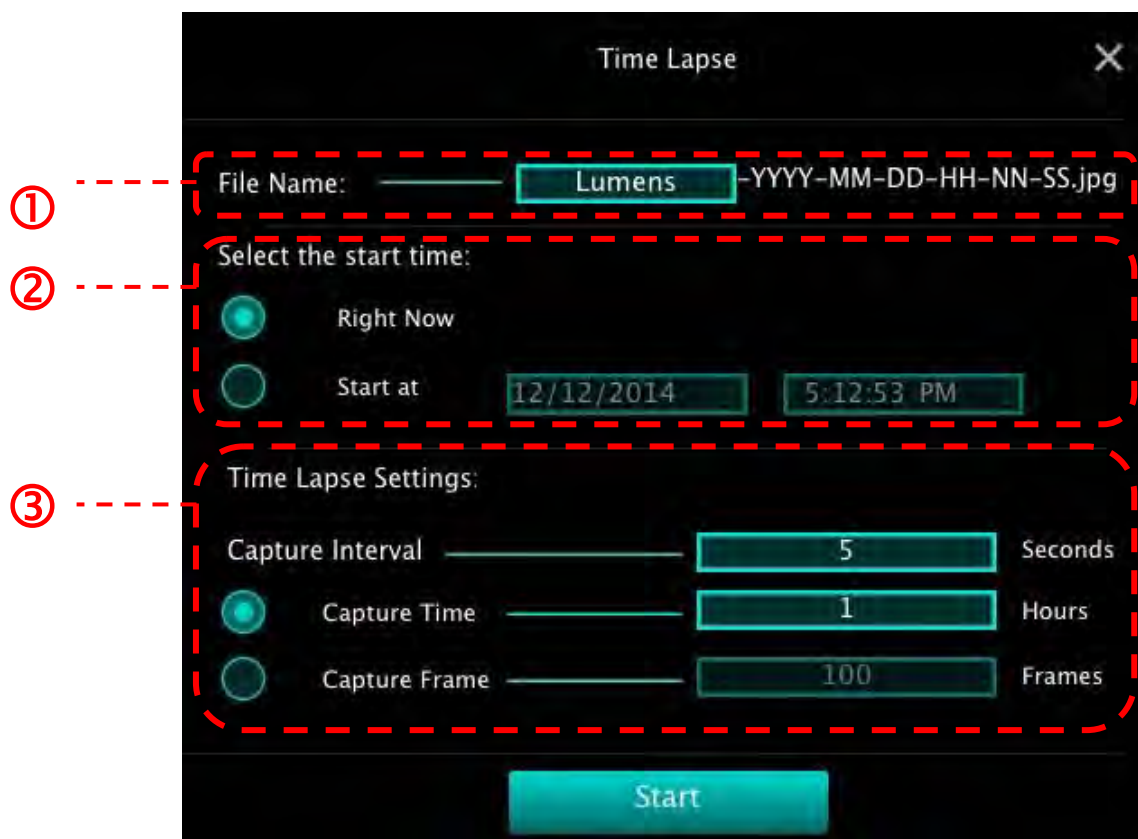 Time Lapse
① File Name: Lumens -YYYY-MM-DD-HH-NN-SS.jpg
② Select the start time:
Right Now
Start at 12/12/2014 5:12:53 PM
③ Time Lapse Settings:
Capture Interval 5 Seconds
Capture Time 1 Hours
Capture Frame 100 Frames
Start